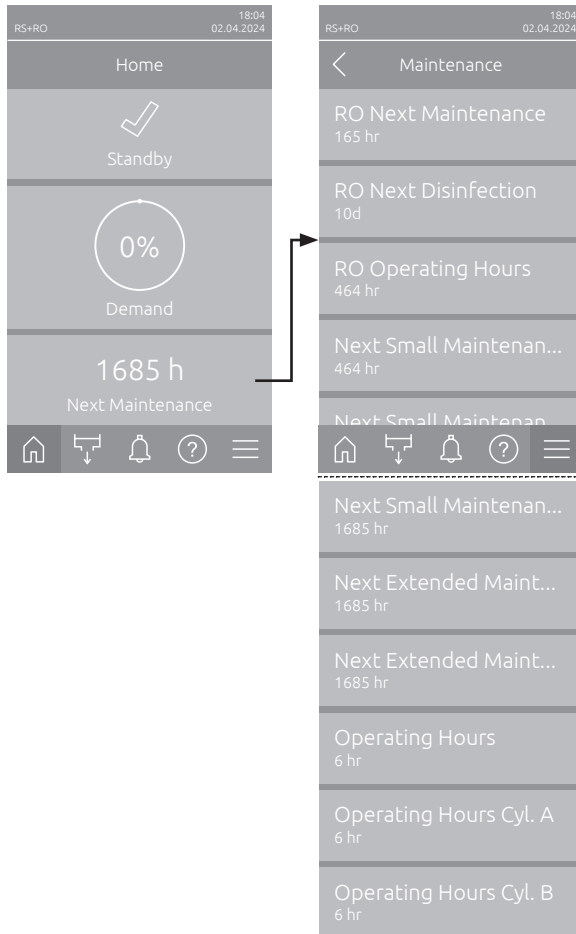 18:04
RS+RO 02.04.2024
Home
Standby
0%
Demand
1685 h
Next Maintenance
?
18:04
RS+RO 02.04.2024
Maintenance
RO Next Maintenance
165 hr
RO Next Disinfection
10d
RO Operating Hours
464 hr
Next Small Maintenan...
464 hr
Next Small Maintenan
?
Next Small Maintenan...
1685 hr
Next Extended Maint...
1685 hr
Next Extended Maint...
1685 hr
Operating Hours
6 hr
Operating Hours Cyl. A
6 hr
Operating Hours Cyl. B
6 hr